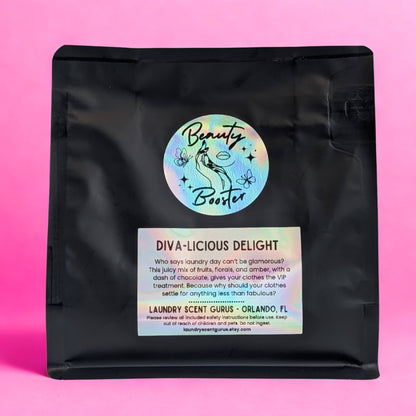 Beauty
Booster
DIVA-LICIOUS DELIGHT
Who says laundry day can't be glamorous?
This juicy mix of fruits, florals, and amber, with a
dash of chocolate, gives your clothes the VIP
treatment. Because why should your clothes
settle for anything less than fabulous?
LAUNDRY SCENT GURUS - ORLANDO, FL
Please review all included safety instructions before use. Keep
out of reach of children and pets. Do not ingest.
laundryscentgurus.etsy.com